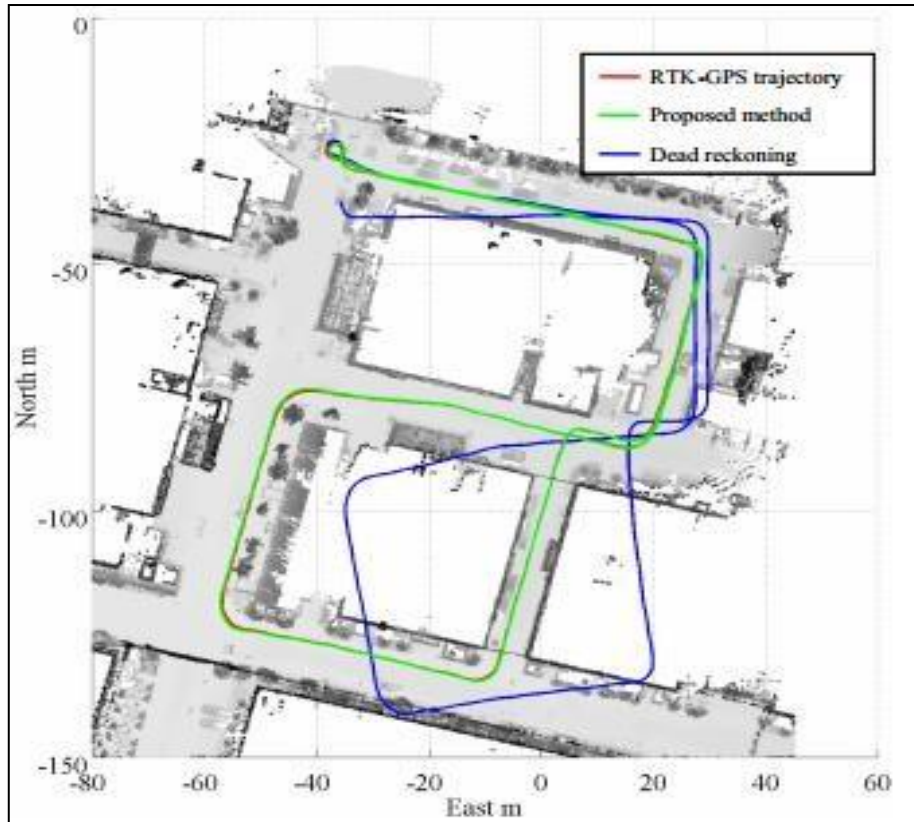 0
RTK-GPS trajectory
Proposed method
Dead reckoning
-50
North m
-100
-150
-80
-60
-40
-20
0
20
40
60
East m